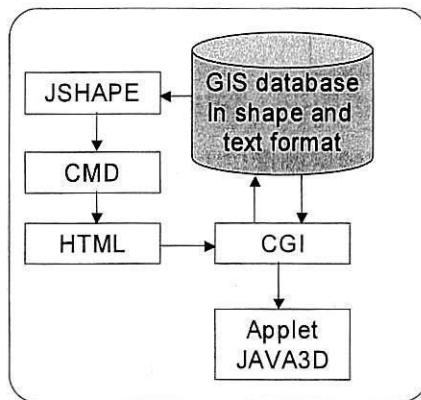 GIS database
In shape and
text format
JSHAPE
CMD
HTML
CGI
Applet
JAVA3D